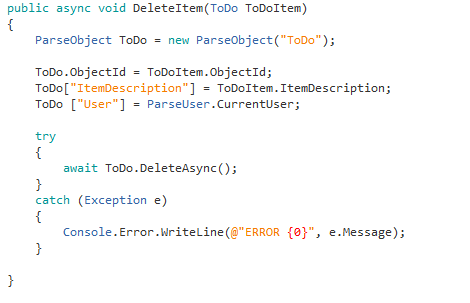 public async void DeleteItem(ToDo ToDoItem)
{
    ParseObject ToDo = new ParseObject("ToDo");

    ToDo.ObjectId = ToDoItem.ObjectId;
    ToDo["ItemDescription"] = ToDoItem.ItemDescription;
    ToDo ["User"] = ParseUser.CurrentUser;

    try
    {
        await ToDo.DeleteAsync();
    }
    catch (Exception e)
    {
        Console.Error.WriteLine(@"ERROR {0}", e.Message);
    }

}